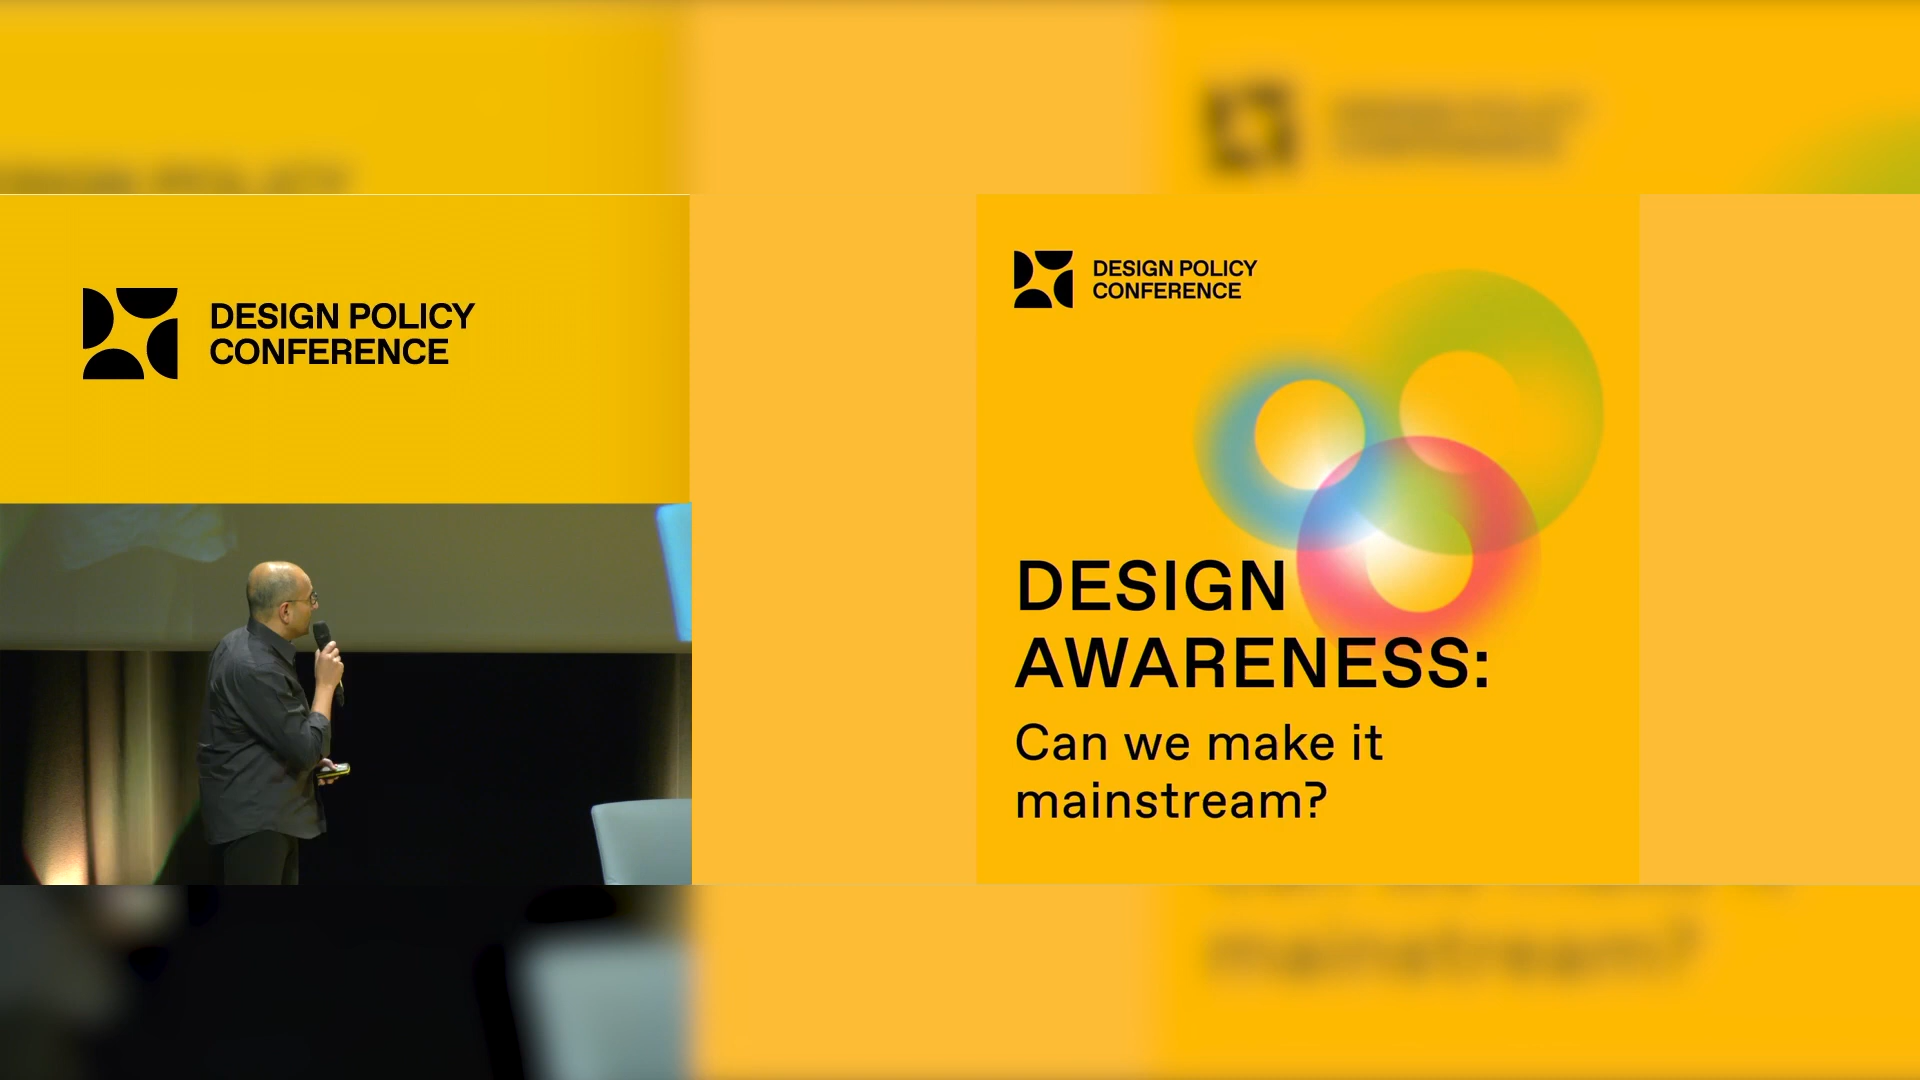 DESIGN POLICY
CONFERENCE
DESIGN POLICY
CONFERENCE
DESIGN
AWARENESS:
Can we make it
mainstream?